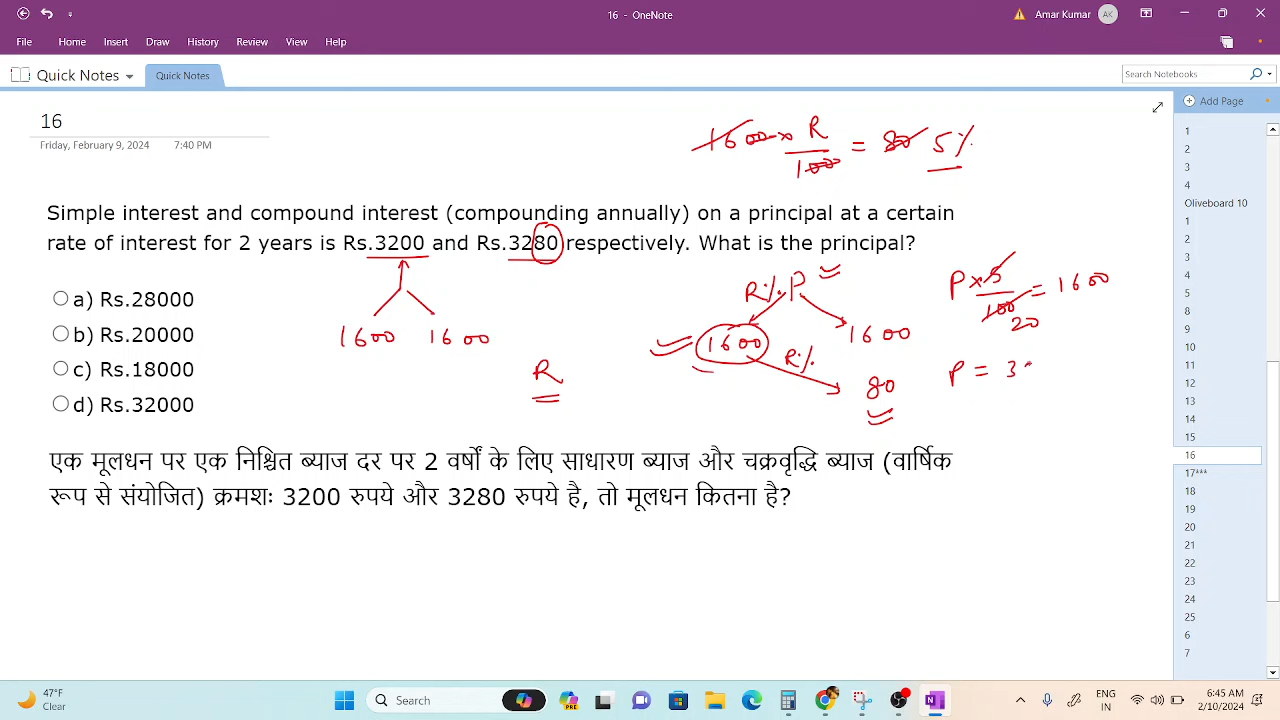 16 - OneNote
Amar Kumar AK
File Home Insert Draw History Review View Help
Quick Notes Quick Notes
Search Notebooks
16
Friday, February 9, 2024 7:40 PM
Add Page
1600 × R/100 = 80 5%
Simple interest and compound interest (compounding annually) on a principal at a certain
rate of interest for 2 years is Rs.3200 and Rs.3280 respectively. What is the principal?
a) Rs.28000
b) Rs.20000
c) Rs.18000
d) Rs.32000
1600 1600
R
R% P
1600 1600
R%
80
P × 5/100 = 1600
20
P = 3
एक मूलधन पर एक निश्चित ब्याज दर पर 2 वर्षों के लिए साधारण ब्याज और चक्रवृद्धि ब्याज (वार्षिक
रूप से संयोजित) क्रमशः 3200 रुपये और 3280 रुपये है, तो मूलधन कितना है?
1
2
3
4
Oliveboard 10
1
2
3
4
5
8
9
10
11
12
13
14
15
16
17***
18
19
20
21
22
23
24
25
6
7
47°F
Clear
Search
PRE
ENG
IN
6:45 AM
2/10/2024